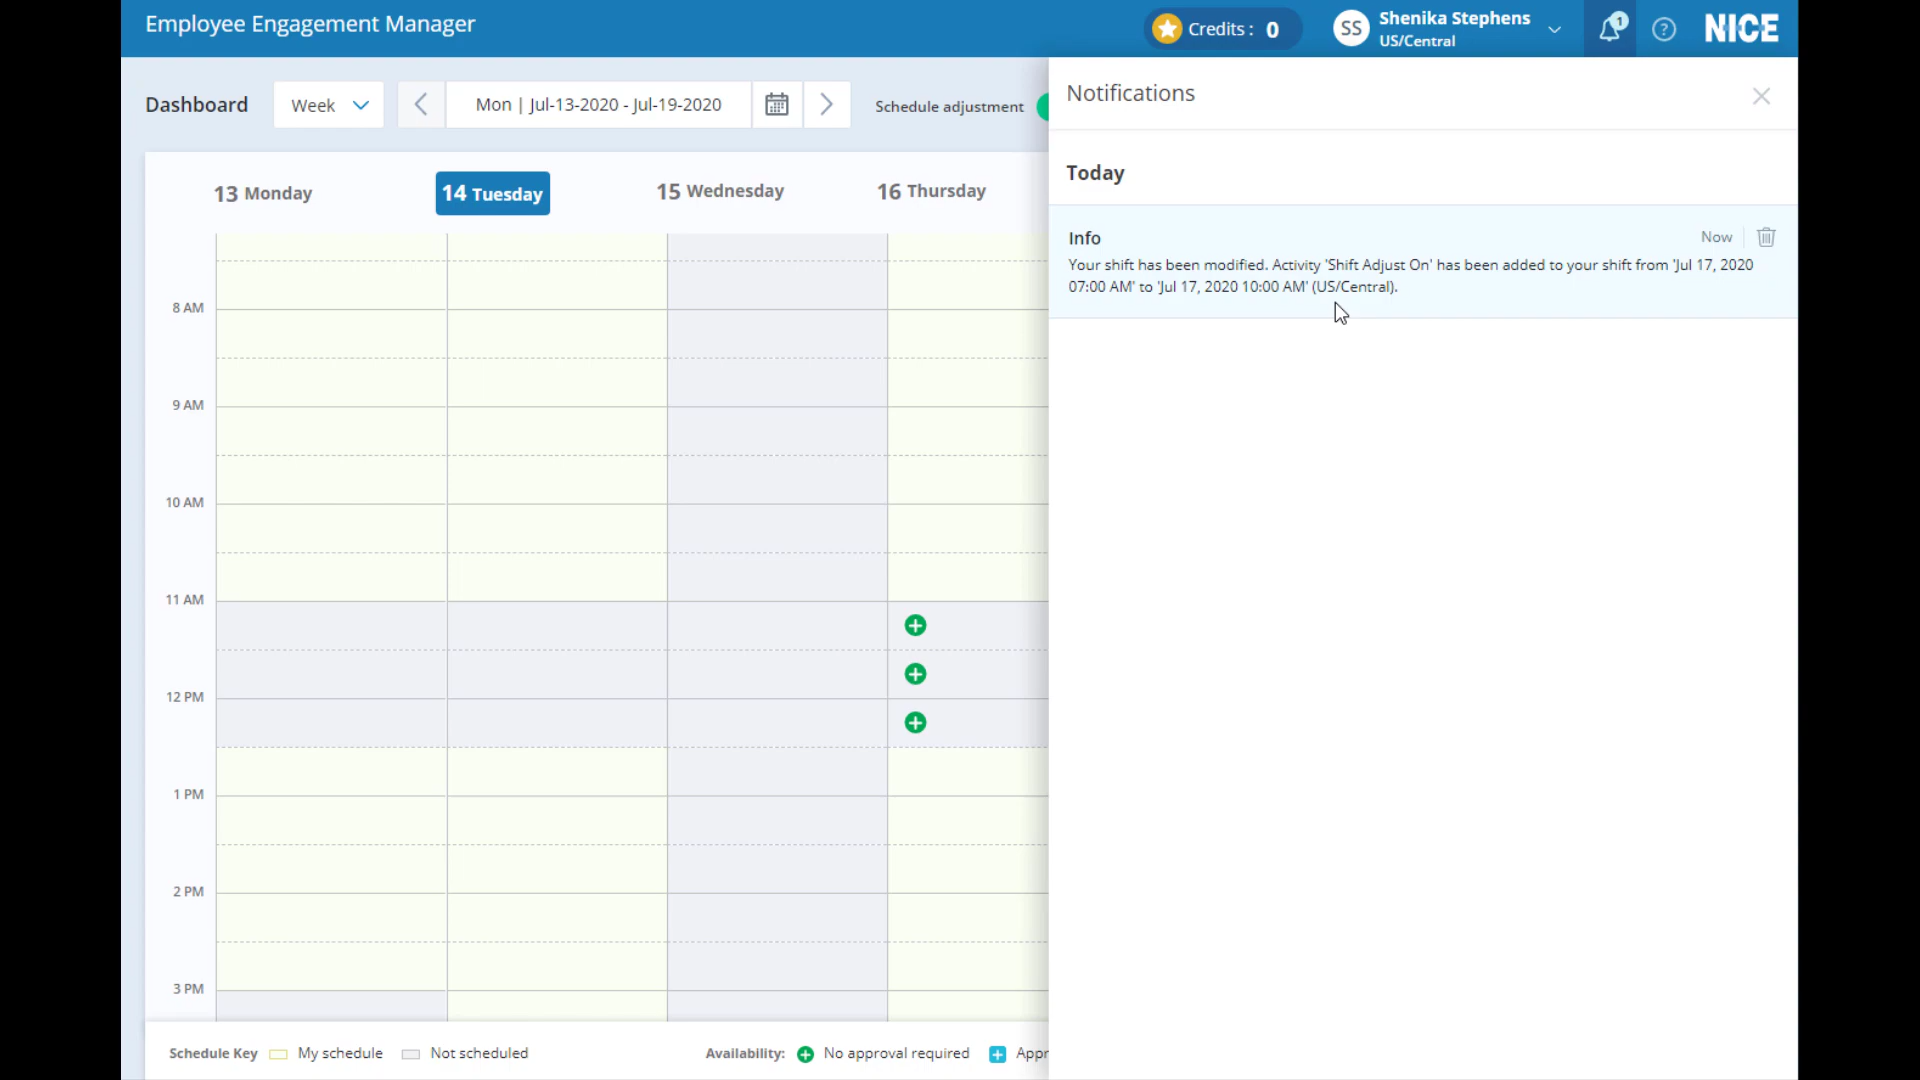 Employee Engagement Manager
Credits : 0
SS
Shenika Stephens
US/Central
1
?
NICE
Dashboard
Week
Mon | Jul-13-2020 - Jul-19-2020
Schedule adjustment
Notifications
Today
Info
Now
Your shift has been modified. Activity 'Shift Adjust On' has been added to your shift from 'Jul 17, 2020
07:00 AM' to 'Jul 17, 2020 10:00 AM' (US/Central).
13 Monday
14 Tuesday
15 Wednesday
16 Thursday
8 AM
9 AM
10 AM
11 AM
12 PM
1 PM
2 PM
3 PM
Schedule Key
My schedule
Not scheduled
Availability:
No approval required
Appr